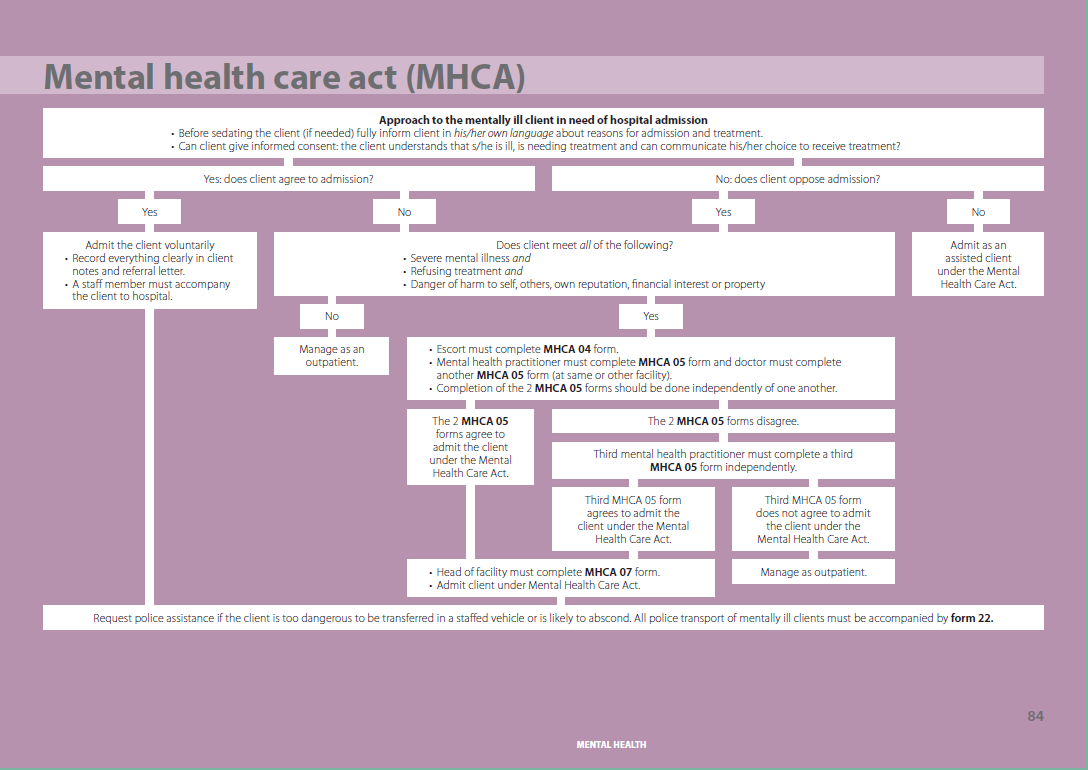 Mental health care act (MHCA)
Approach to the mentally ill client in need of hospital admission
• Before sedating the client (if needed) fully inform client in his/her own language about reasons for admission and treatment.
• Can client give informed consent: the client understands that s/he is ill, is needing treatment and can communicate his/her choice to receive treatment?
Yes: does client agree to admission?
No: does client oppose admission?
Yes
No
Yes
No
Admit the client voluntarily
• Record everything clearly in client
notes and referral letter.
• A staff member must accompany
the client to hospital.
Does client meet all of the following?
• Severe mental illness and
• Refusing treatment and
• Danger of harm to self, others, own reputation, financial interest or property
Admit as an
assisted client
under the Mental
Health Care Act.
No
Yes
Manage as an
outpatient.
• Escort must complete MHCA 04 form.
• Mental health practitioner must complete MHCA 05 form and doctor must complete
another MHCA 05 form (at same or other facility).
• Completion of the 2 MHCA 05 forms should be done independently of one another.
The 2 MHCA 05
forms agree to
admit the client
under the Mental
Health Care Act.
The 2 MHCA 05 forms disagree.
Third mental health practitioner must complete a third
MHCA 05 form independently.
Third MHCA 05 form
agrees to admit the
client under the Mental
Health Care Act.
Third MHCA 05 form
does not agree to admit
the client under the
Mental Health Care Act.
• Head of facility must complete MHCA 07 form.
• Admit client under Mental Health Care Act.
Manage as outpatient.
Request police assistance if the client is too dangerous to be transferred in a staffed vehicle or is likely to abscond. All police transport of mentally ill clients must be accompanied by form 22.
84
MENTAL HEALTH